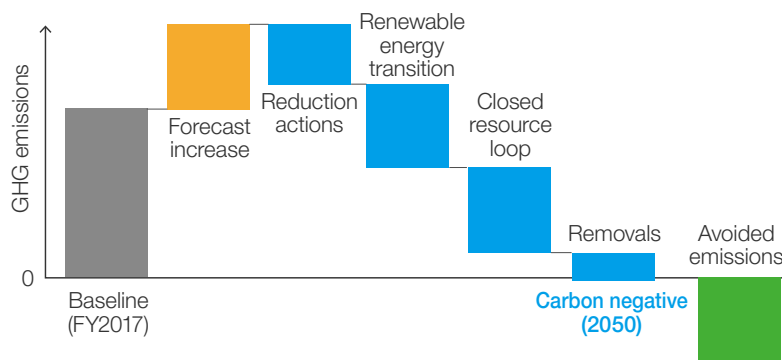 GHG emissions
0
Baseline
(FY2017)
Forecast
increase
Reduction
actions
Renewable
energy
transition
Closed
resource
loop
Removals
Carbon negative
(2050)
Avoided
emissions